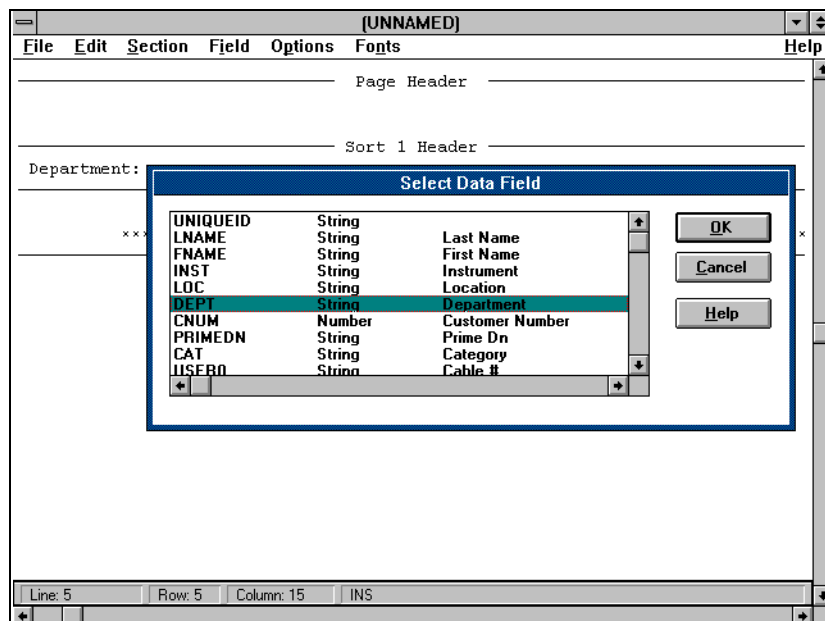 (UNNAMED)
File Edit Section Field Options Fonts Help
Page Header
Sort 1 Header
Department:
Select Data Field
UNIQUEID String
LNAME String Last Name
FNAME String First Name
INST String Instrument
LOC String Location
DEPT String Department
CNUM Number Customer Number
PRIMEDN String Prime Dn
CAT String Category
USER0 String Cable #
OK
Cancel
Help
×××
×
Line: 5 Row: 5 Column: 15 INS